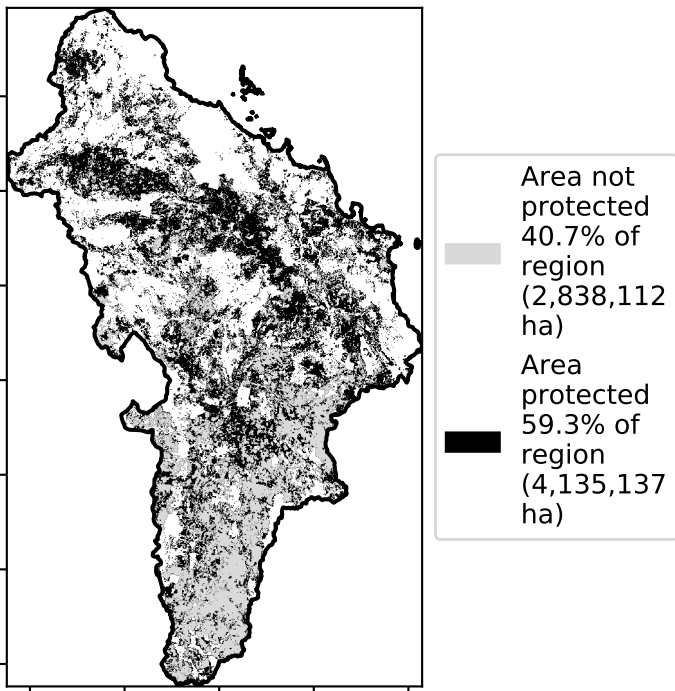 Area not
protected
40.7% of
region
(2,838,112
ha)
Area
protected
59.3% of
region
(4,135,137
ha)